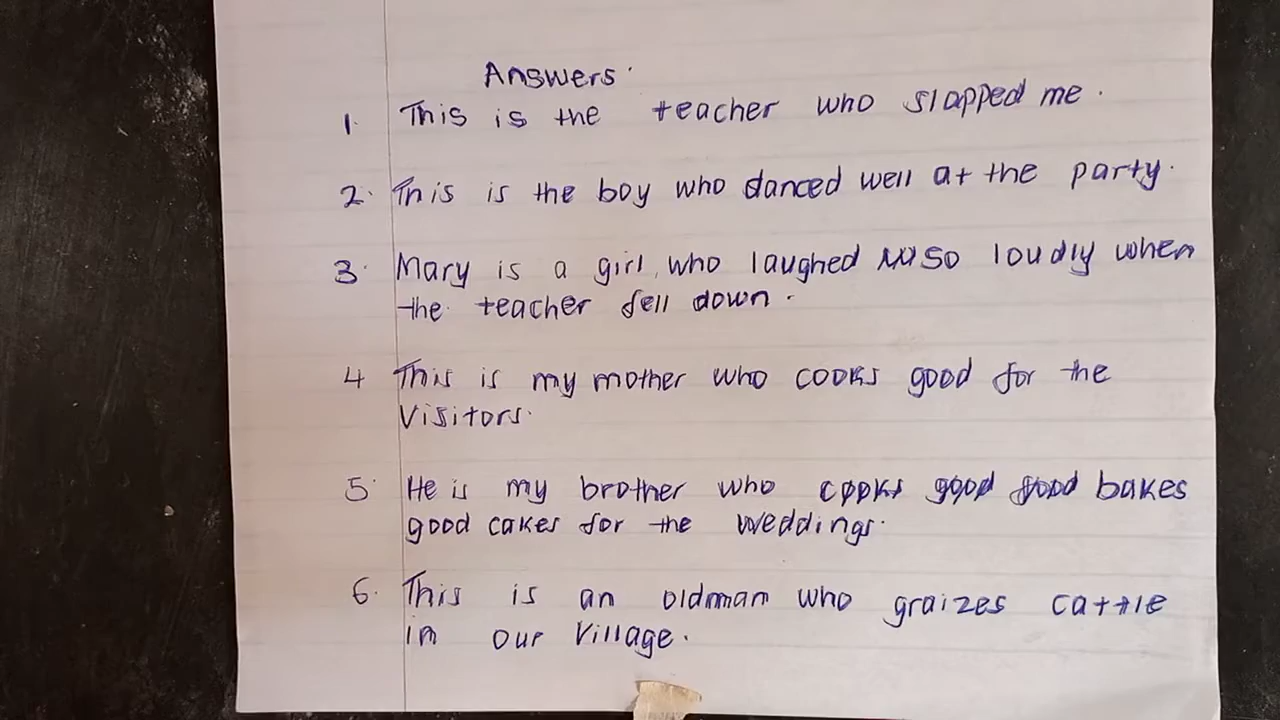 Answers.
1. This is the teacher who slapped me.
2. This is the boy who danced well at the party.
3. Mary is a girl who laughed so loudly when
the teacher fell down.
4 This is my mother who cooks good for the
visitors.
5. He is my brother who cooks good food bakes
good cakes for the weddings.
6. This is an oldman who graizes cattle
in our village.